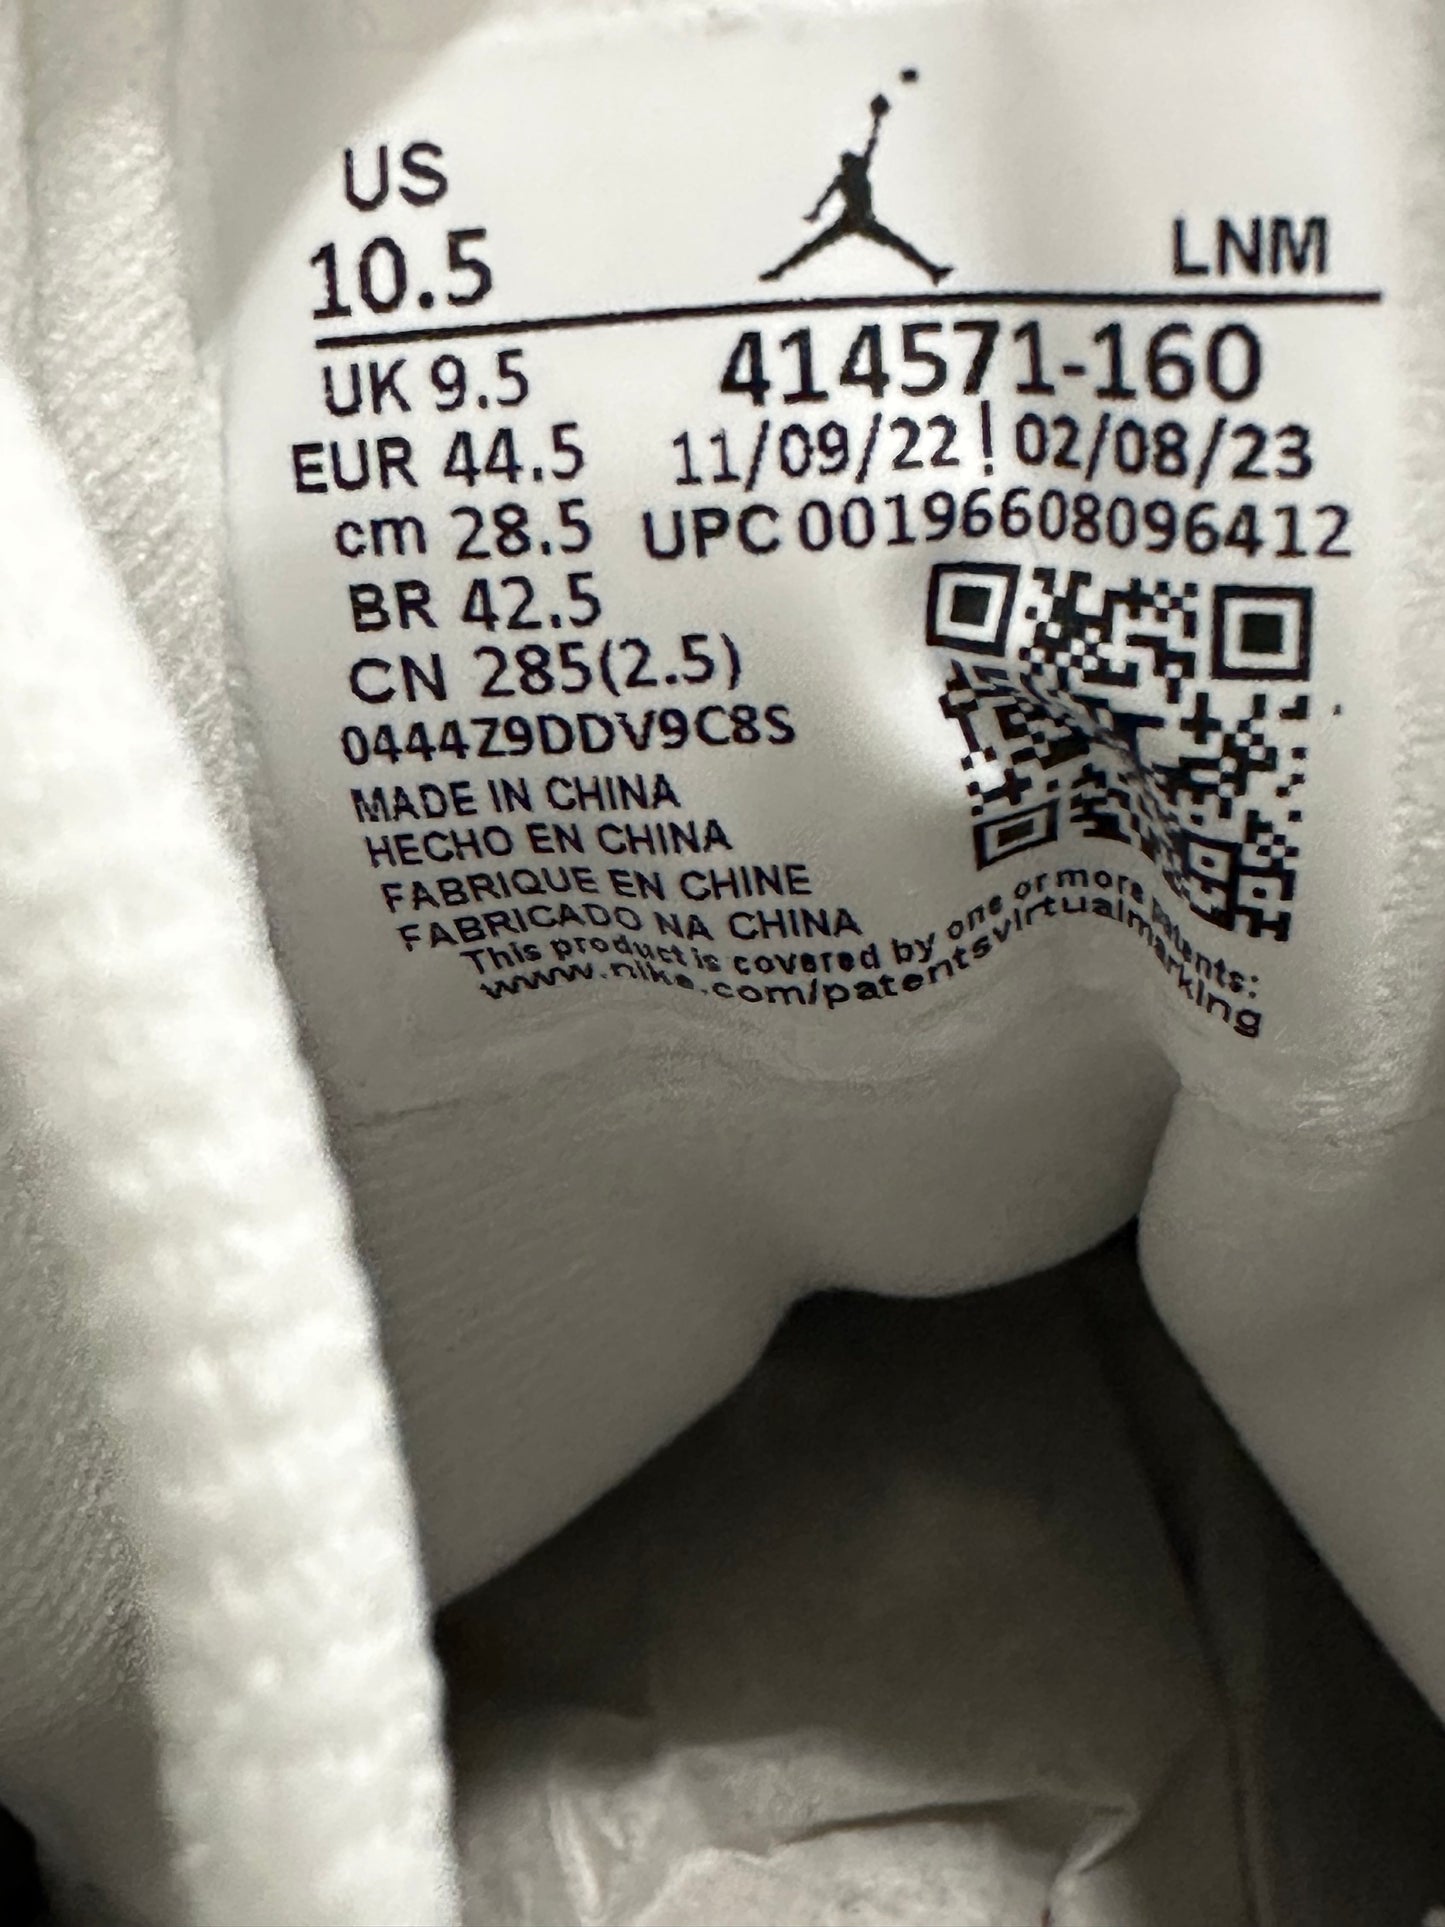 US
10.5
LNM
UK 9.5
414571-160
EUR 44.5
11/09/22 ! 02/08/23
cm 28.5
UPC 00196608096412
BR 42.5
CN 285(2.5)
0444Z9DDV9C8S
MADE IN CHINA
HECHO EN CHINA
FABRIQUE EN CHINE
FABRICADO NA CHINA
This product is covered by one or more patents:
www.nike.com/patentsvirtualmarking